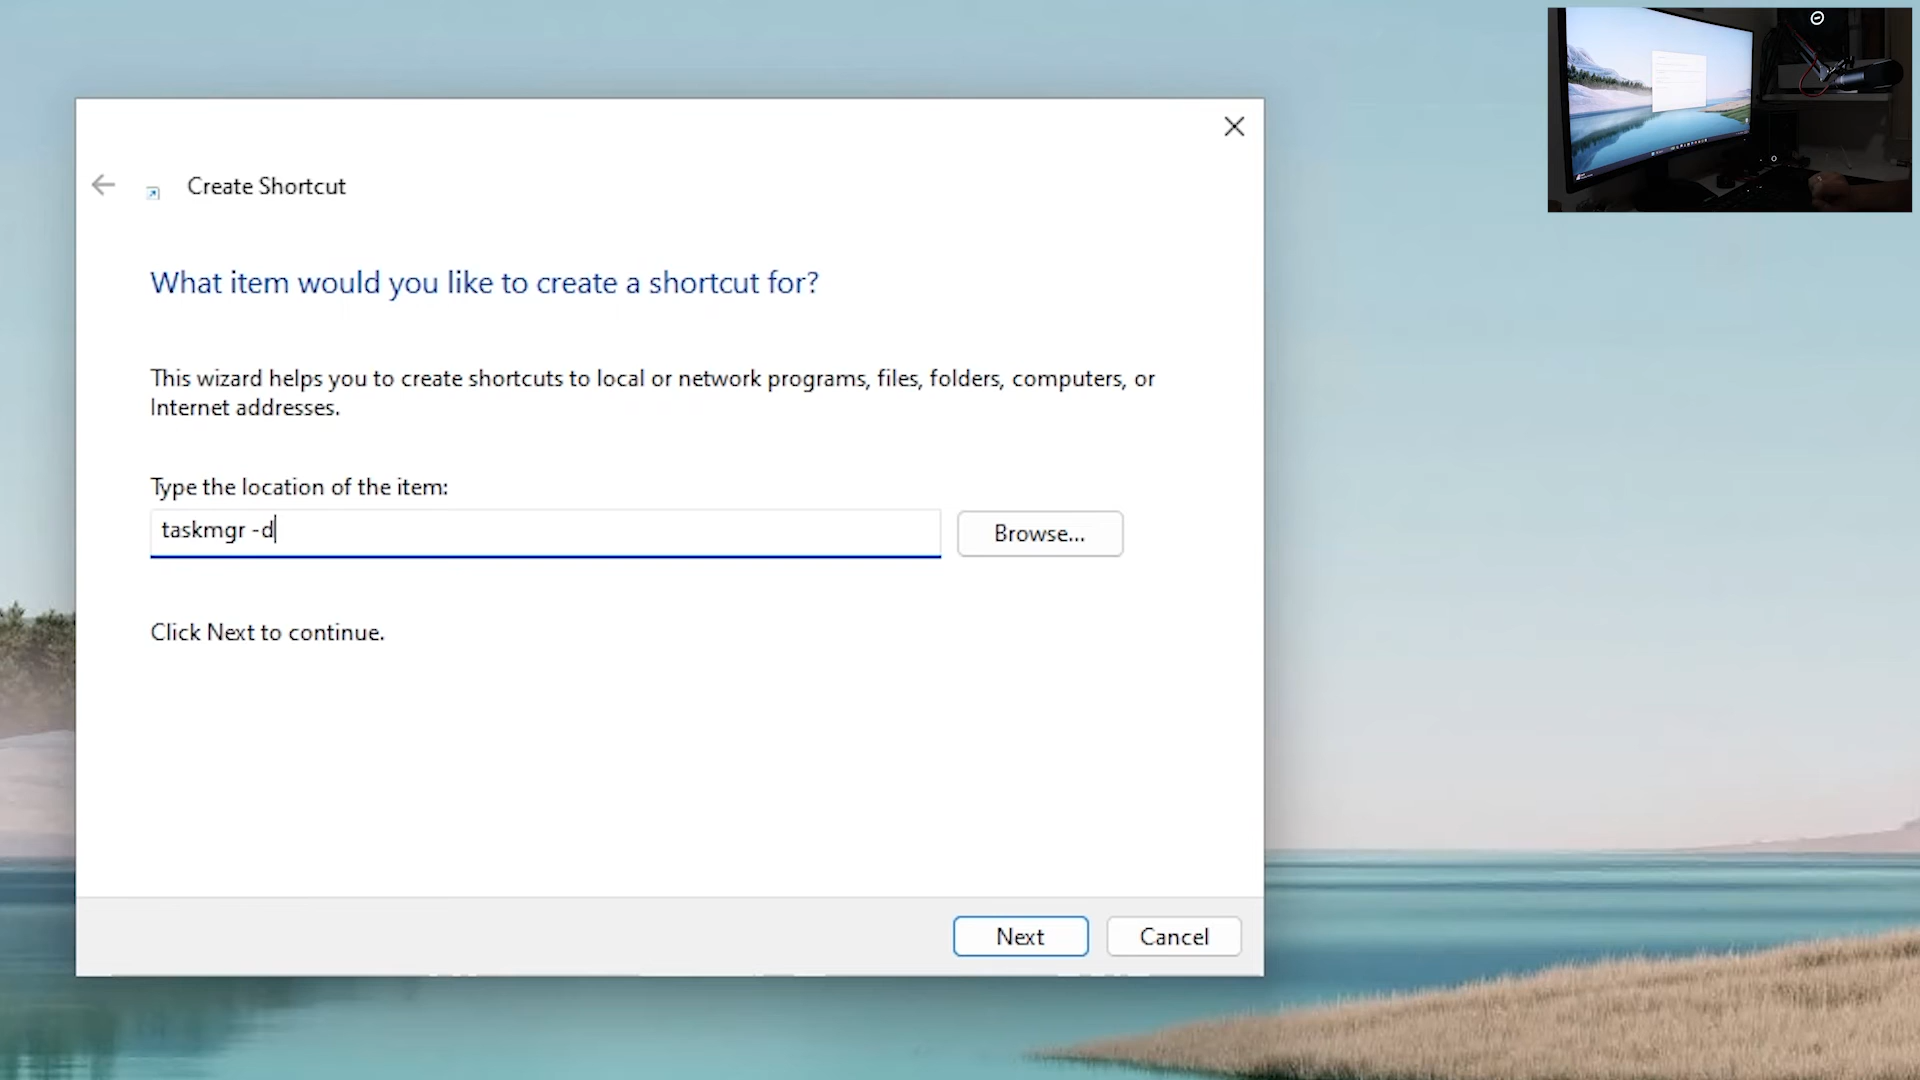 Create Shortcut
What item would you like to create a shortcut for?
This wizard helps you to create shortcuts to local or network programs, files, folders, computers, or
Internet addresses.
Type the location of the item:
taskmgr -d
Browse...
Click Next to continue.
Next
Cancel